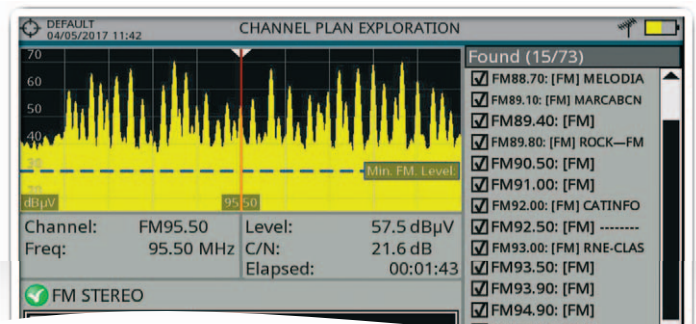 DEFAULT
04/05/2017 11:42
CHANNEL PLAN EXPLORATION
70
60
50
40
30
dBµV
95.50
Min. FM. Level:
Channel: FM95.50
Freq: 95.50 MHz
Level: 57.5 dBµV
C/N: 21.6 dB
Elapsed: 00:01:43
FM STEREO
Found (15/73)
FM88.70: [FM] MELODIA
FM89.10: [FM] MARCABCN
FM89.40: [FM]
FM89.80: [FM] ROCK—FM
FM90.50: [FM]
FM91.00: [FM]
FM92.00: [FM] CATINFO
FM92.50: [FM] --------
FM93.00: [FM] RNE-CLAS
FM93.50: [FM]
FM93.90: [FM]
FM94.90: [FM]